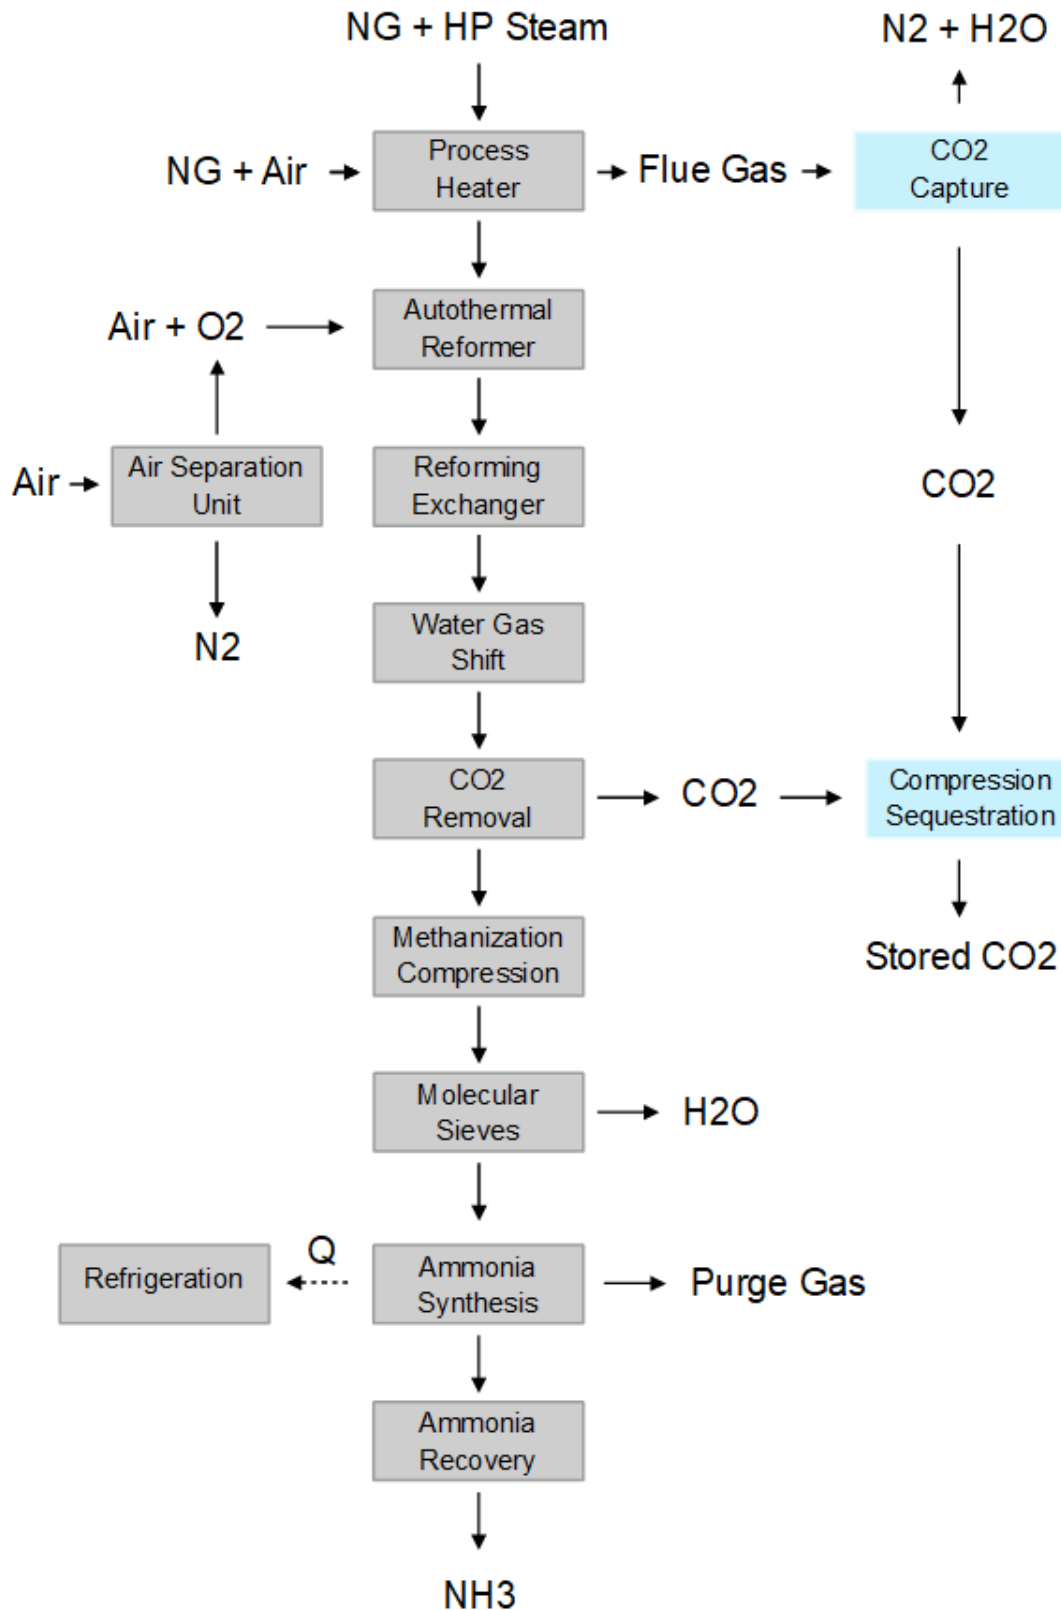 NG + HP Steam
N2 + H2O
NG + Air
Process
Heater
Flue Gas
CO2
Capture
Air + O2
Autothermal
Reformer
Air
Air Separation
Unit
Reforming
Exchanger
CO2
N2
Water Gas
Shift
CO2
Removal
CO2
Compression
Sequestration
Methanization
Compression
Stored CO2
Molecular
Sieves
H2O
Refrigeration
Q
Ammonia
Synthesis
Purge Gas
Ammonia
Recovery
NH3